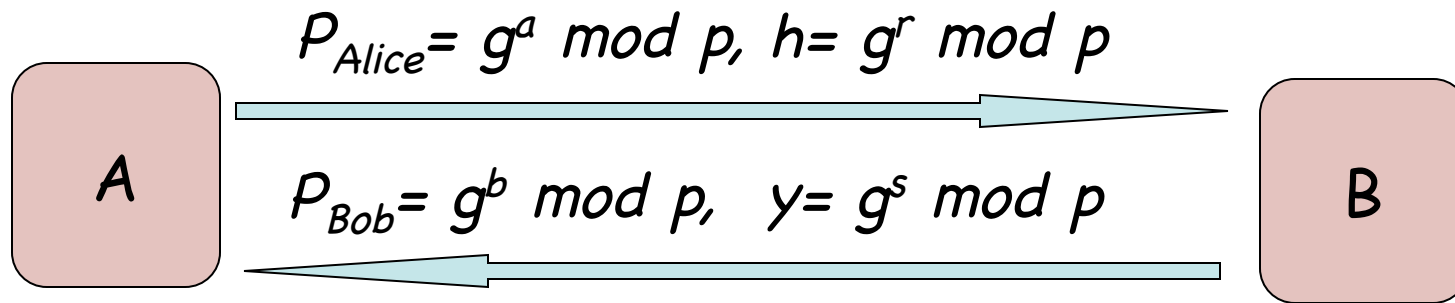 P_Alice= g^a mod p, h= g^r mod p
A
B
P_Bob= g^b mod p, y= g^s mod p